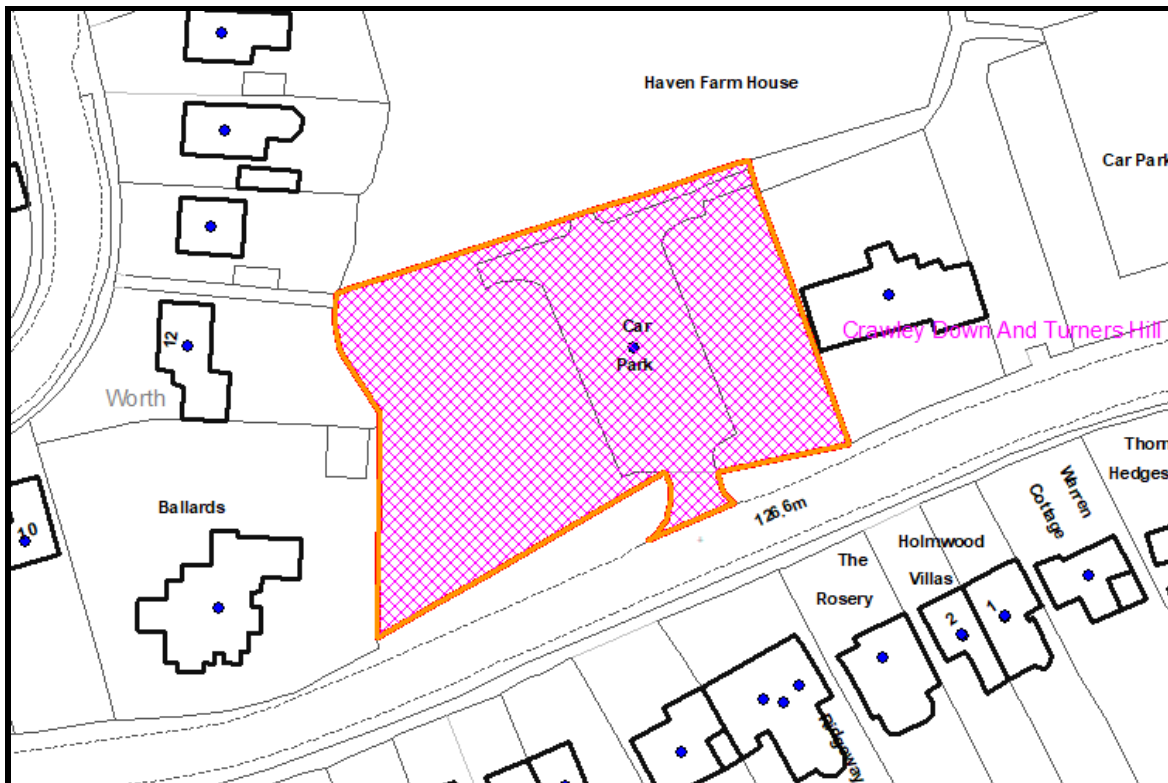 Haven Farm House
Car Park
Car
Park
Crawley Down And Turners Hill
12
Worth
Ballards
10
126.6m
Thorn
Hedges
Warren
Cottage
Holmwood
Villas
The
Rosery
2
1
Ridgeway